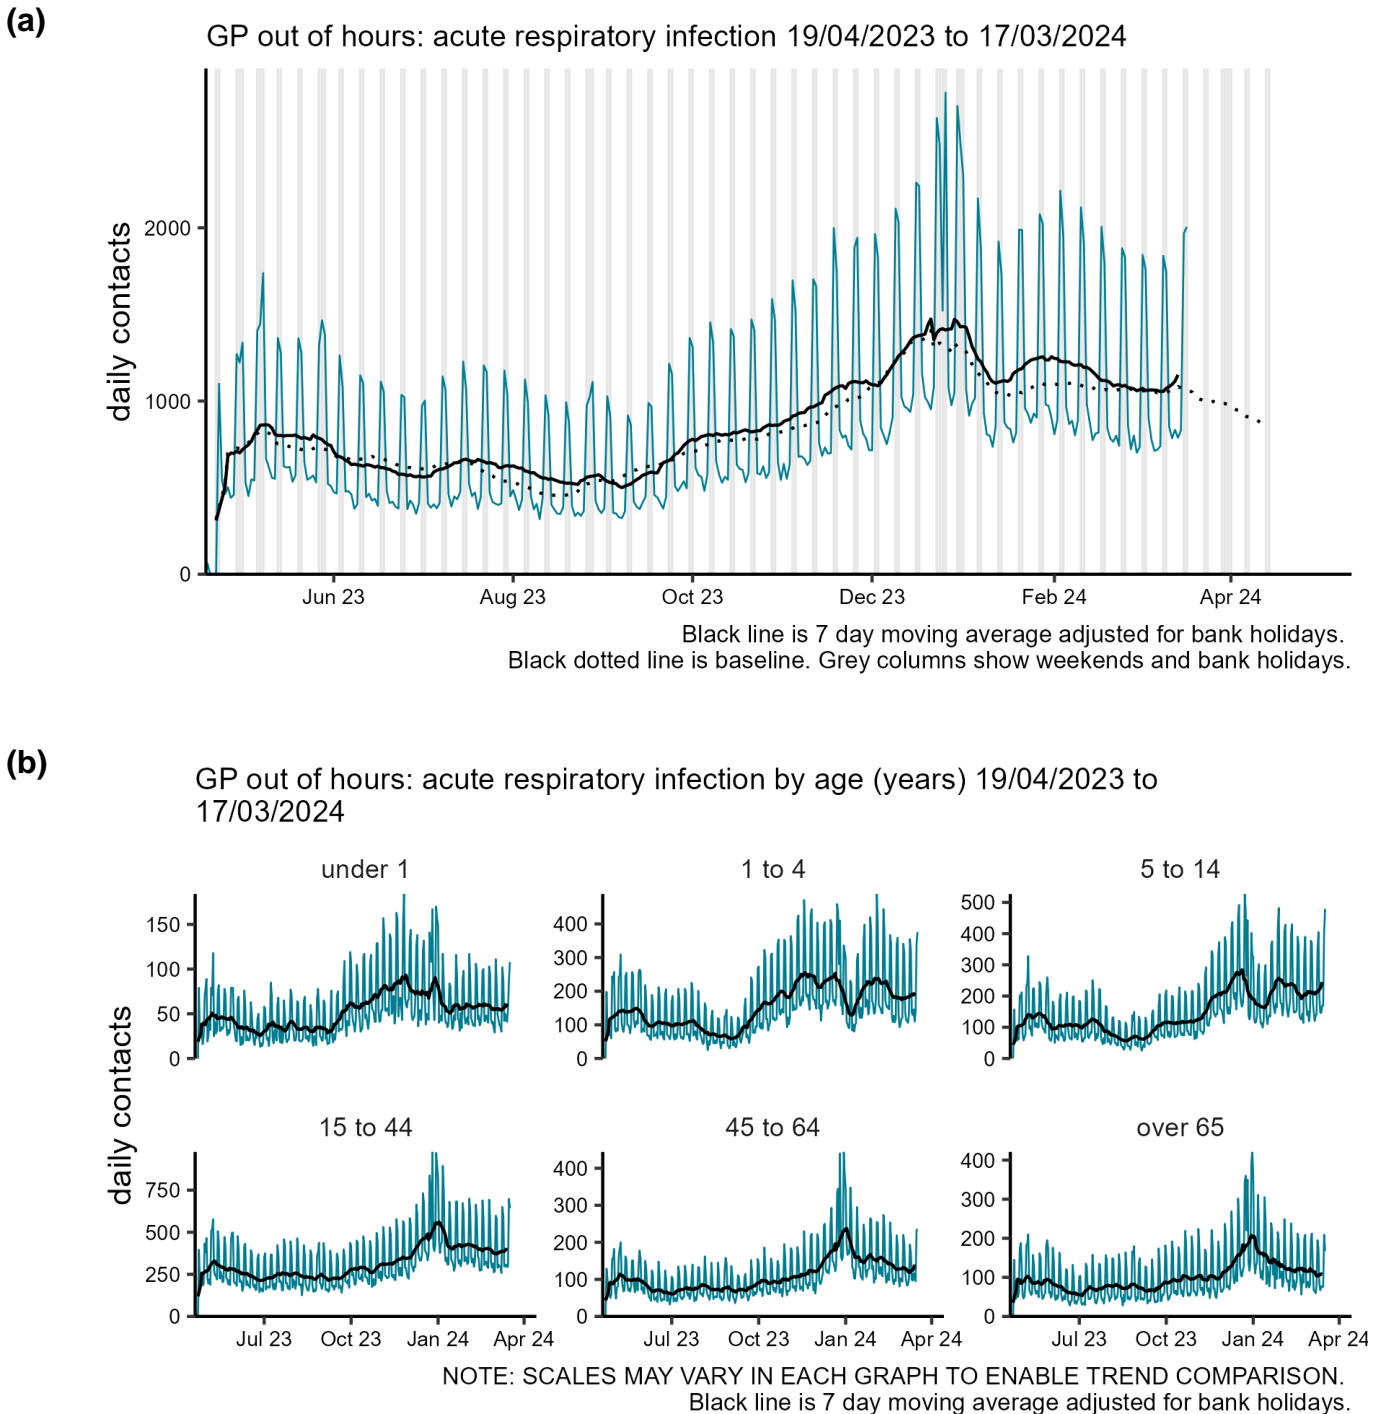 (a)
GP out of hours: acute respiratory infection 19/04/2023 to 17/03/2024
daily contacts
2000
1000
0
Jun 23 Aug 23 Oct 23 Dec 23 Feb 24 Apr 24
Black line is 7 day moving average adjusted for bank holidays.
Black dotted line is baseline. Grey columns show weekends and bank holidays.
(b)
GP out of hours: acute respiratory infection by age (years) 19/04/2023 to
17/03/2024
daily contacts
under 1
150
100
50
0
1 to 4
400
300
200
100
0
5 to 14
500
400
300
200
100
0
15 to 44
750
500
250
0
Jul 23 Oct 23 Jan 24 Apr 24
45 to 64
400
300
200
100
0
Jul 23 Oct 23 Jan 24 Apr 24
over 65
400
300
200
100
0
Jul 23 Oct 23 Jan 24 Apr 24
NOTE: SCALES MAY VARY IN EACH GRAPH TO ENABLE TREND COMPARISON.
Black line is 7 day moving average adjusted for bank holidays.